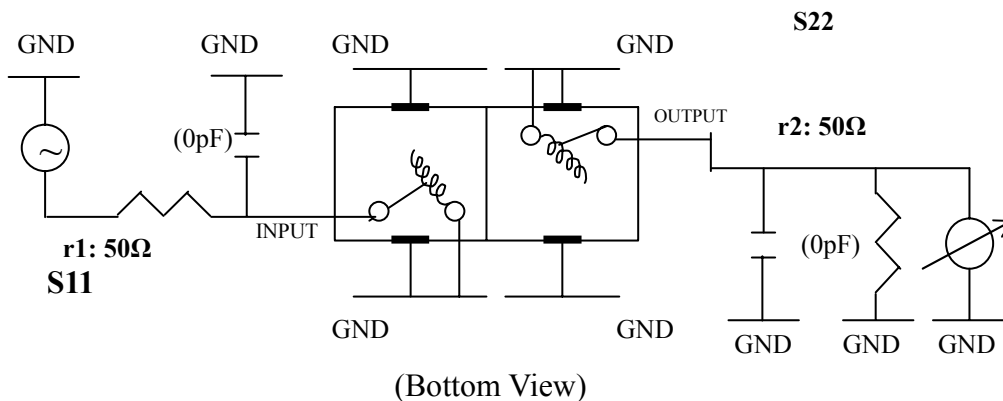 S22
GND GND GND GND
OUTPUT
r2: 50Ω
(0pF)
~
INPUT
r1: 50Ω
(0pF)
S11
GND GND
GND GND GND
(Bottom View)